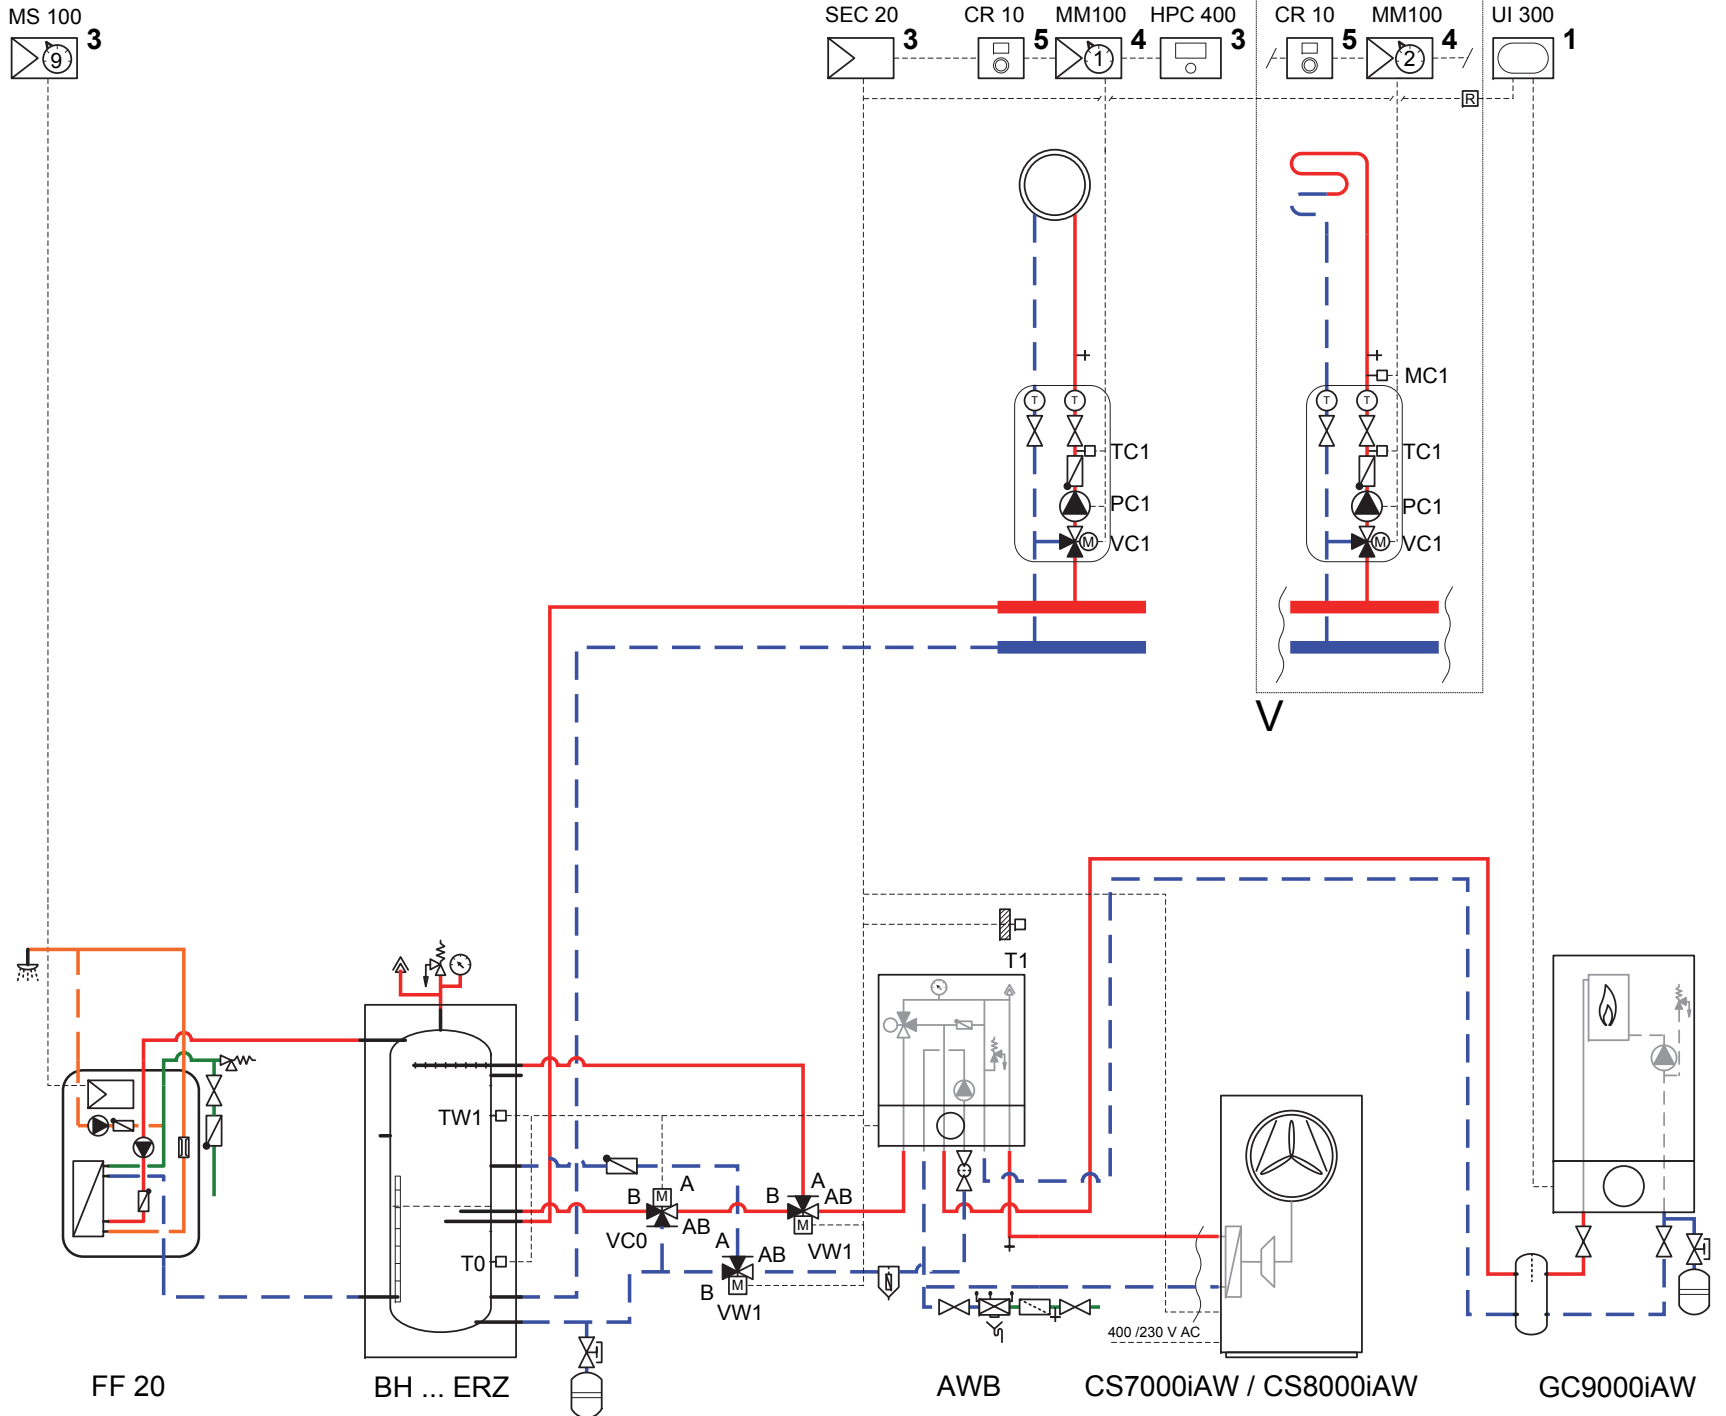 MS 100
3
9
SEC 20
3
CR 10
5
MM100
4
1
HPC 400
3
CR 10
5
MM100
4
2
UI 300
1
R
MC1
T
T
T
T
TC1
TC1
PC1
PC1
M
VC1
M
VC1
V
T1
TW1
B
M
A
AB
VC0
B
A
AB
M
VW1
T0
A
AB
B
M
VW1
400 /230 V AC
FF 20
BH ... ERZ
AWB
CS7000iAW / CS8000iAW
GC9000iAW